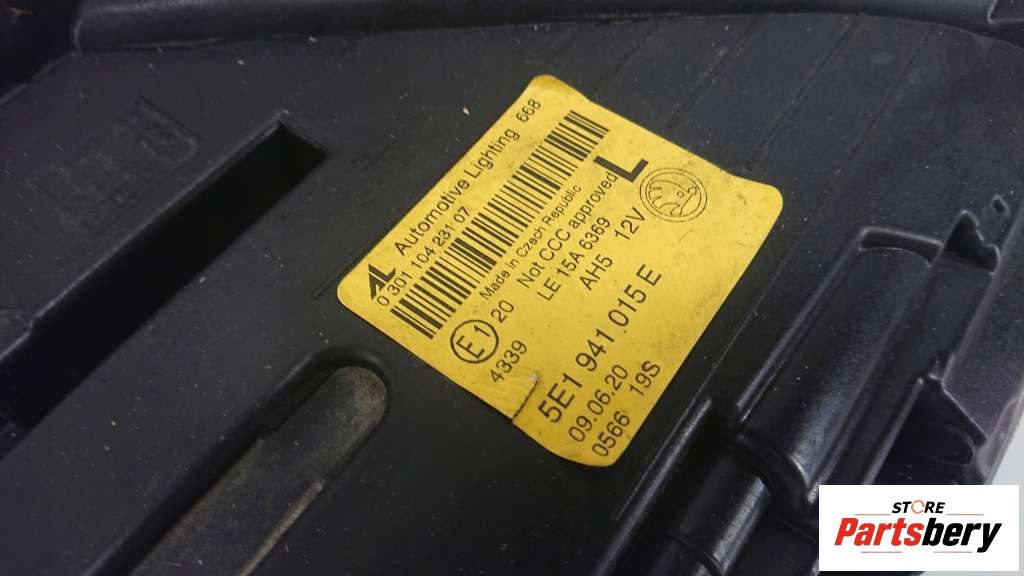 AL Automotive Lighting 668
0 301 104 231 07
Made in Czech Republic
Not CCC approved
L
LE 15A 6369
AH5 12V
E1 20
4339
5E1 941 015 E
09.06.20
0566 19S
STORE
Partsbery